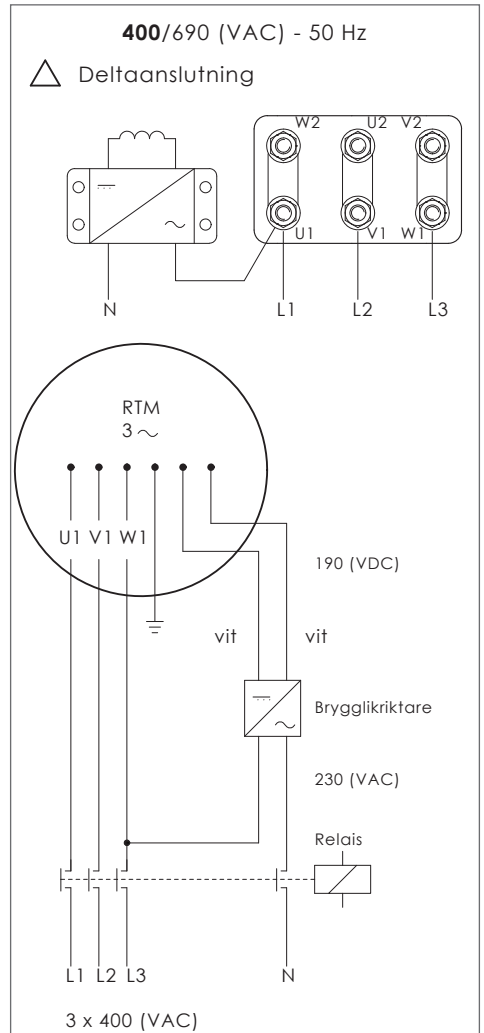 400/690 (VAC) - 50 Hz
Deltaanslutning
W2 U2 V2
U1 V1 W1
N L1 L2 L3
RTM
3 ~
U1 V1 W1
190 (VDC)
vit vit
Brygglikriktare
230 (VAC)
Relais
L1 L2 L3 N
3 x 400 (VAC)